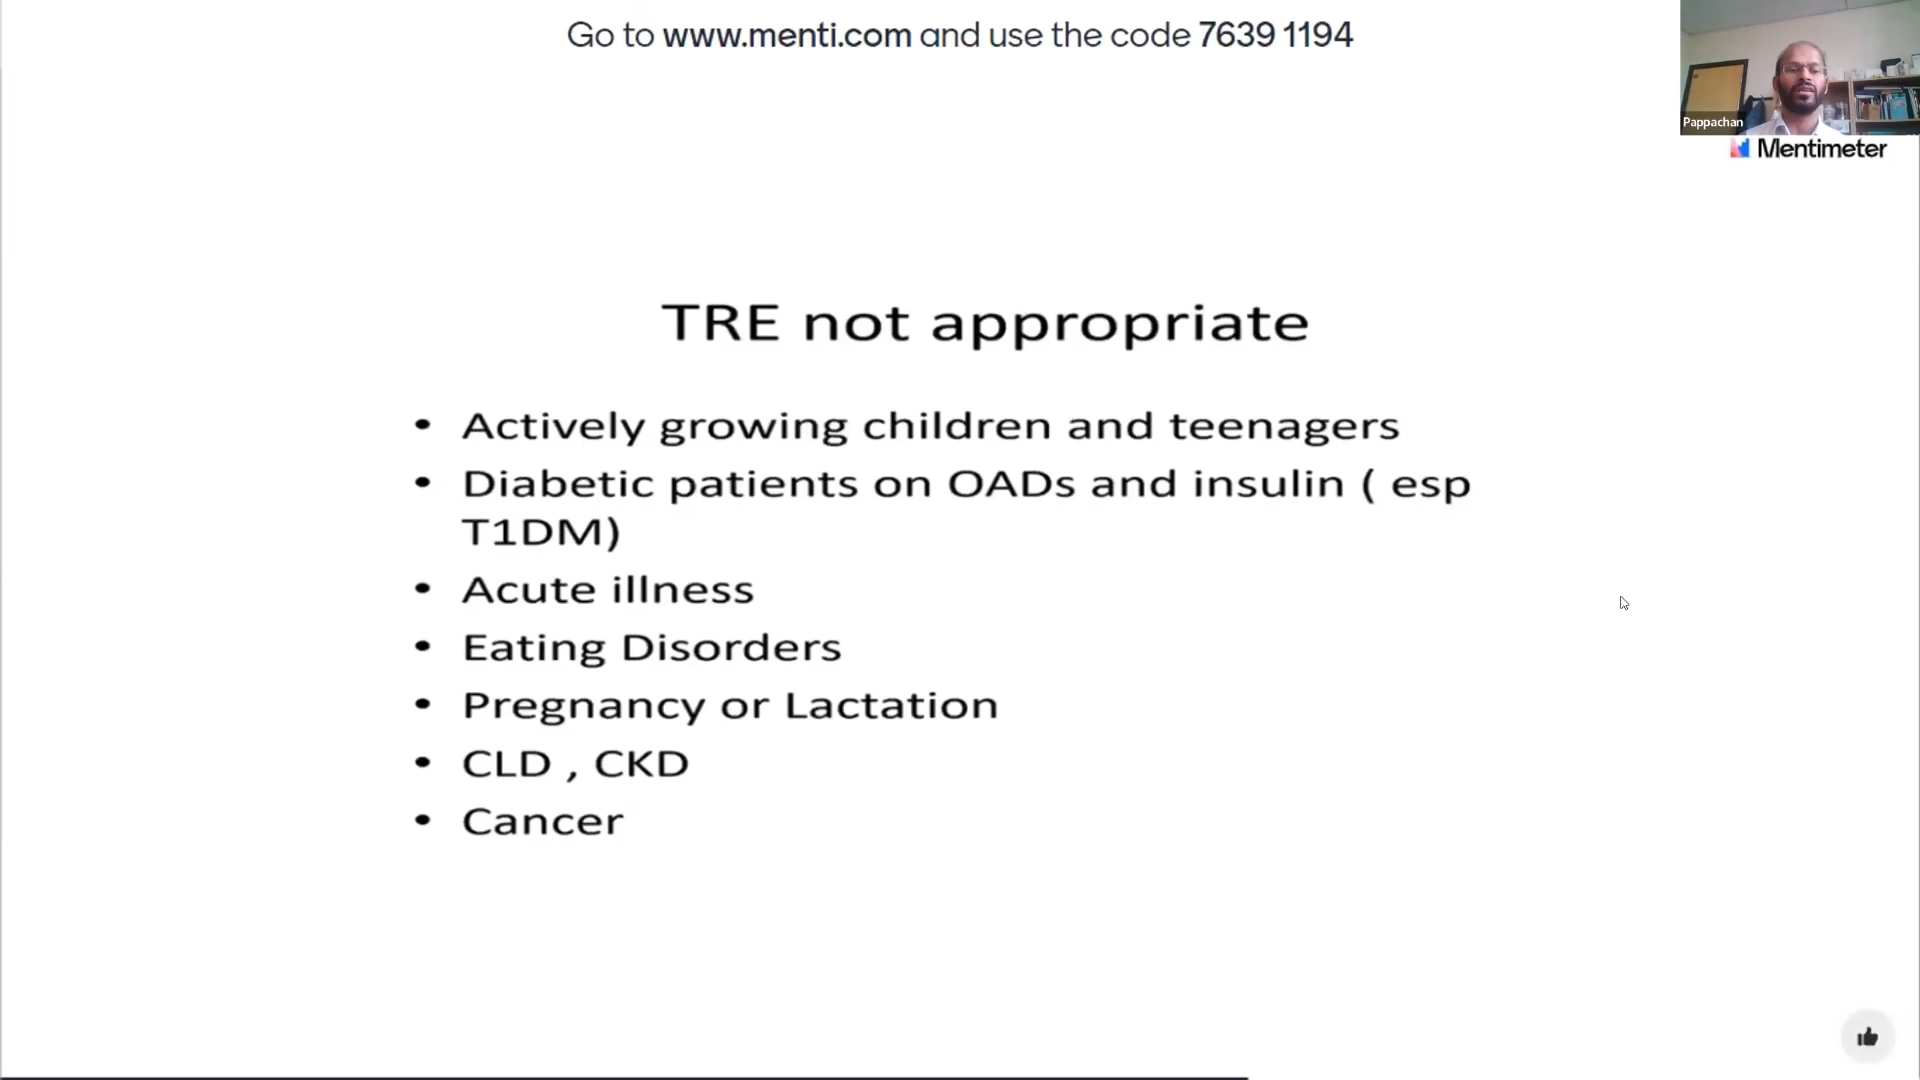 Go to www.menti.com and use the code 7639 1194
Pappachan
Mentimeter
TRE not appropriate
• Actively growing children and teenagers
• Diabetic patients on OADs and insulin ( esp
T1DM)
• Acute illness
• Eating Disorders
• Pregnancy or Lactation
• CLD , CKD
• Cancer